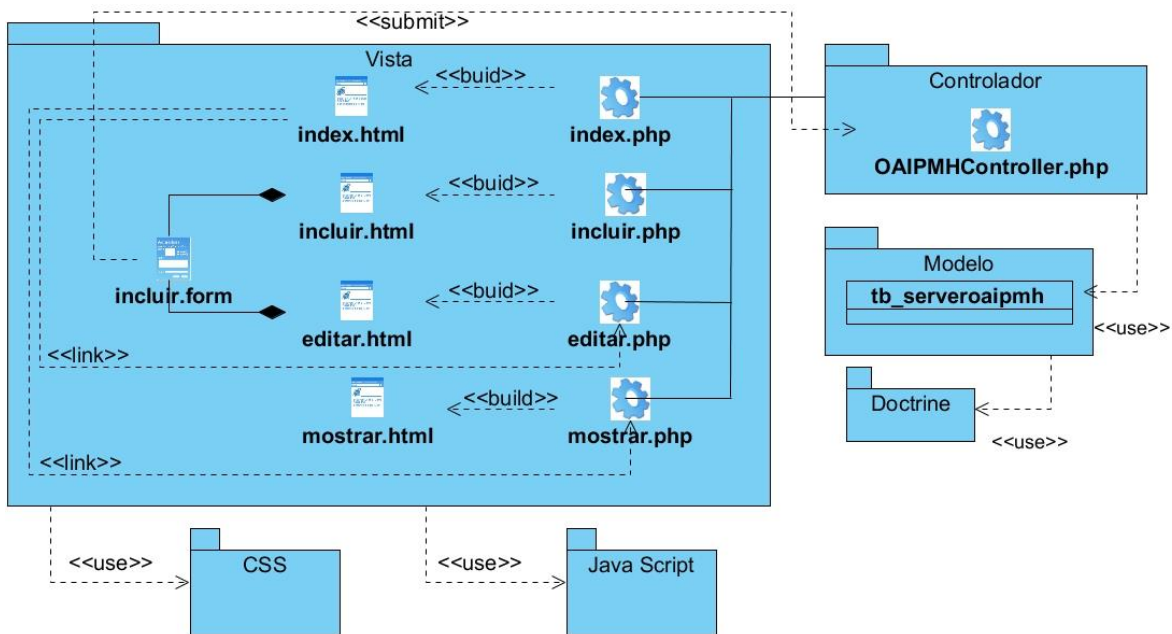 <<submit>>
Vista
<<buid>>
index.html
index.php
<<buid>>
incluir.html
incluir.php
incluir.form
<<buid>>
editar.html
editar.php
<<link>>
<<build>>
mostrar.html
mostrar.php
<<link>>
Controlador
OAIPMHController.php
Modelo
tb_serveroaipmh
<<use>>
Doctrine
<<use>>
<<use>>
CSS
<<use>>
Java Script